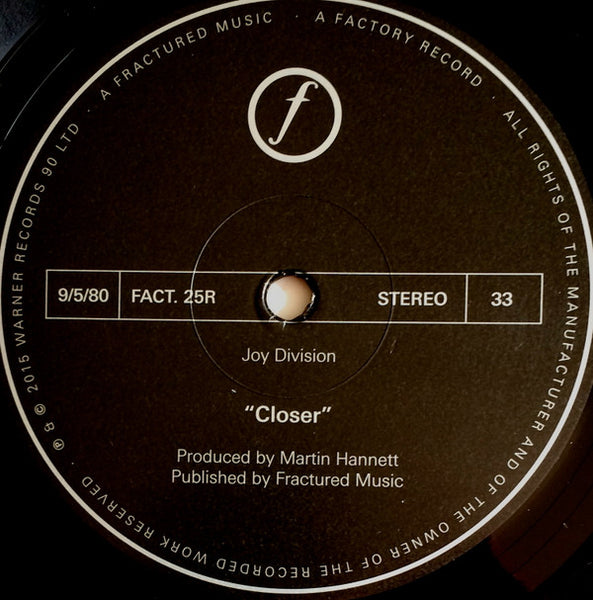 ℗ & © 2015 WARNER RECORDS 90 LTD · A FRACTURED MUSIC · A FACTORY RECORD · ALL RIGHTS OF THE MANUFACTURER AND OF THE OWNER OF THE RECORDED WORK RESERVED
f
9/5/80 FACT. 25R STEREO 33
Joy Division
“Closer”
Produced by Martin Hannett
Published by Fractured Music